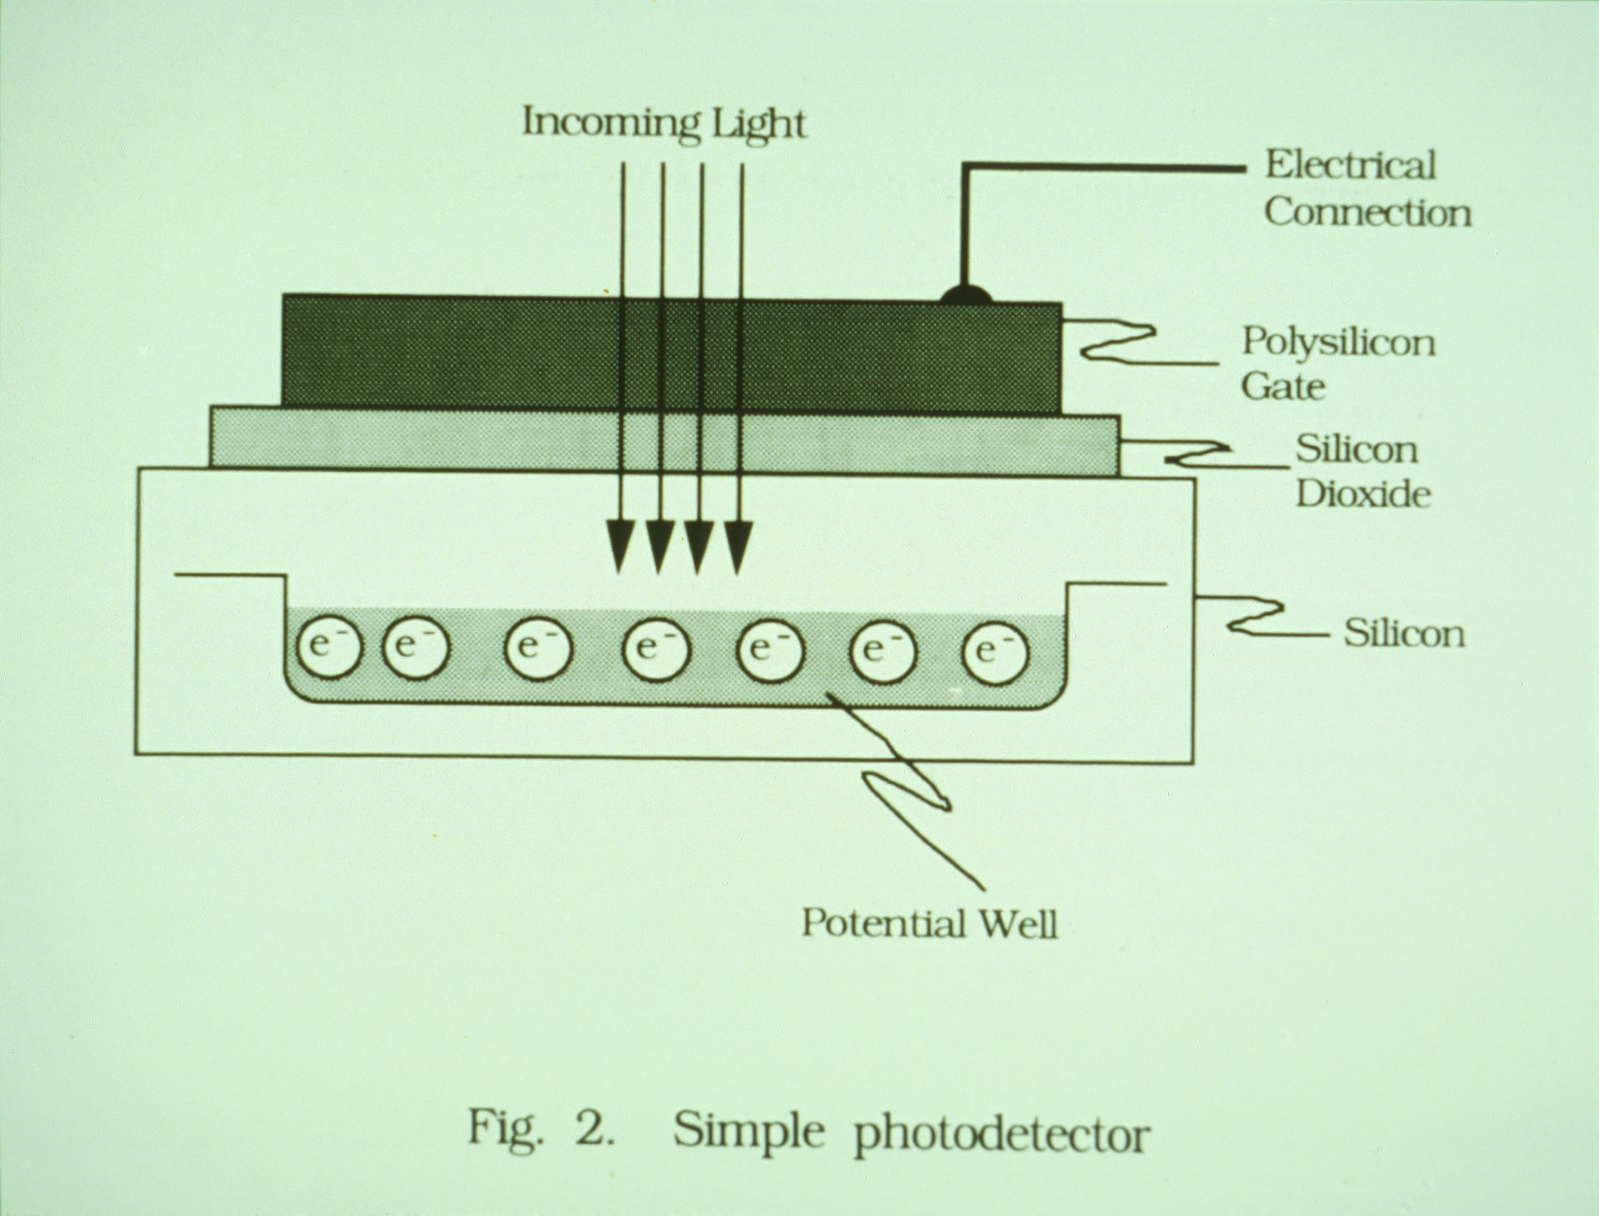 Incoming Light
Electrical
Connection
Polysilicon
Gate
Silicon
Dioxide
Silicon
e⁻ e⁻ e⁻ e⁻ e⁻ e⁻ e⁻
Potential Well
Fig. 2. Simple photodetector